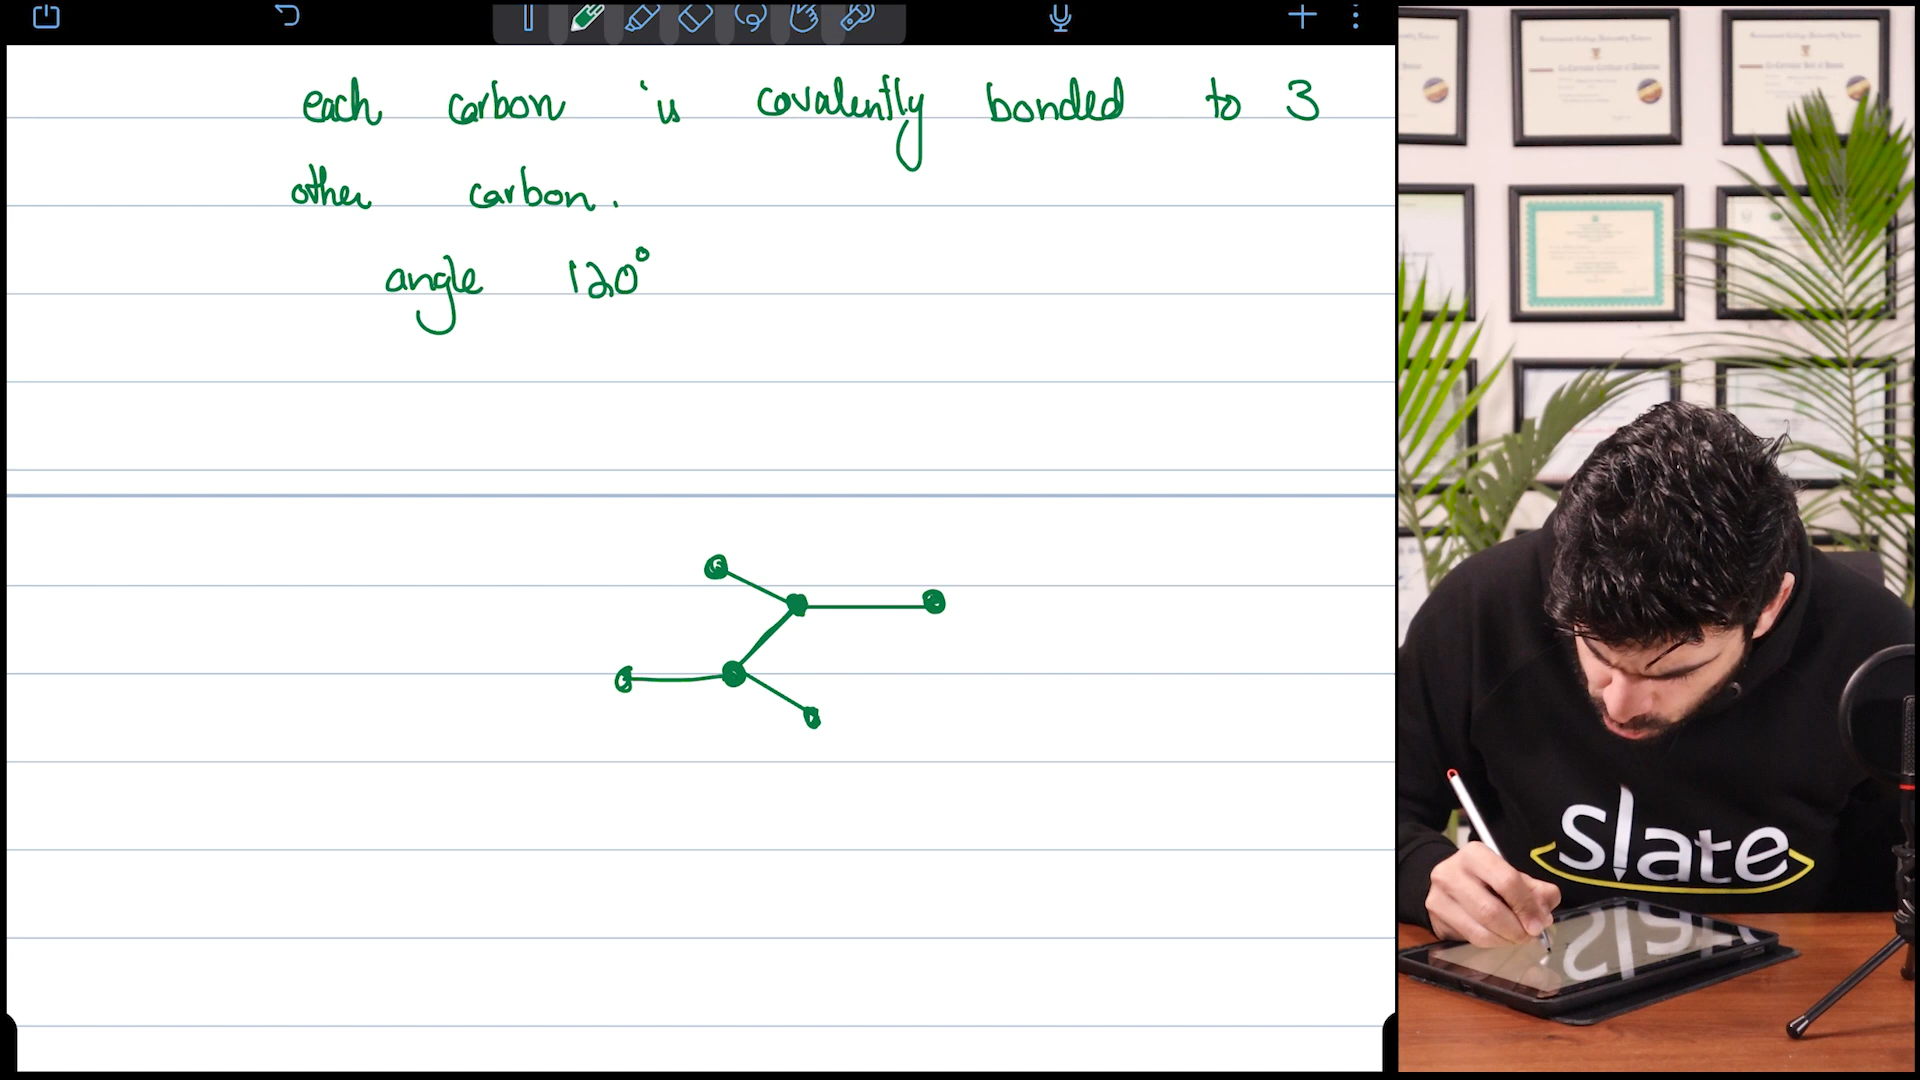 each carbon is covalently bonded to 3
other carbon.
angle 120°
slate